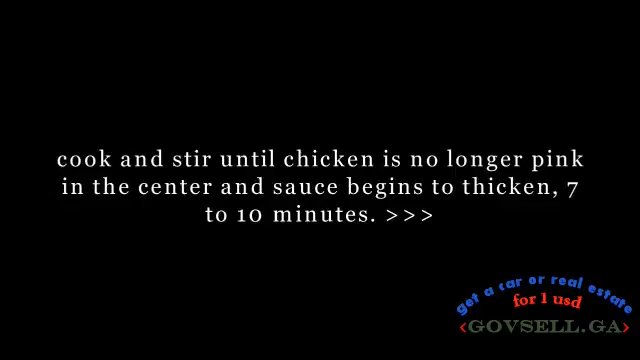 cook and stir until chicken is no longer pink
in the center and sauce begins to thicken, 7
to 10 minutes. >>>
get a car or real estate
for 1 usd
<GOVSELL.GA>